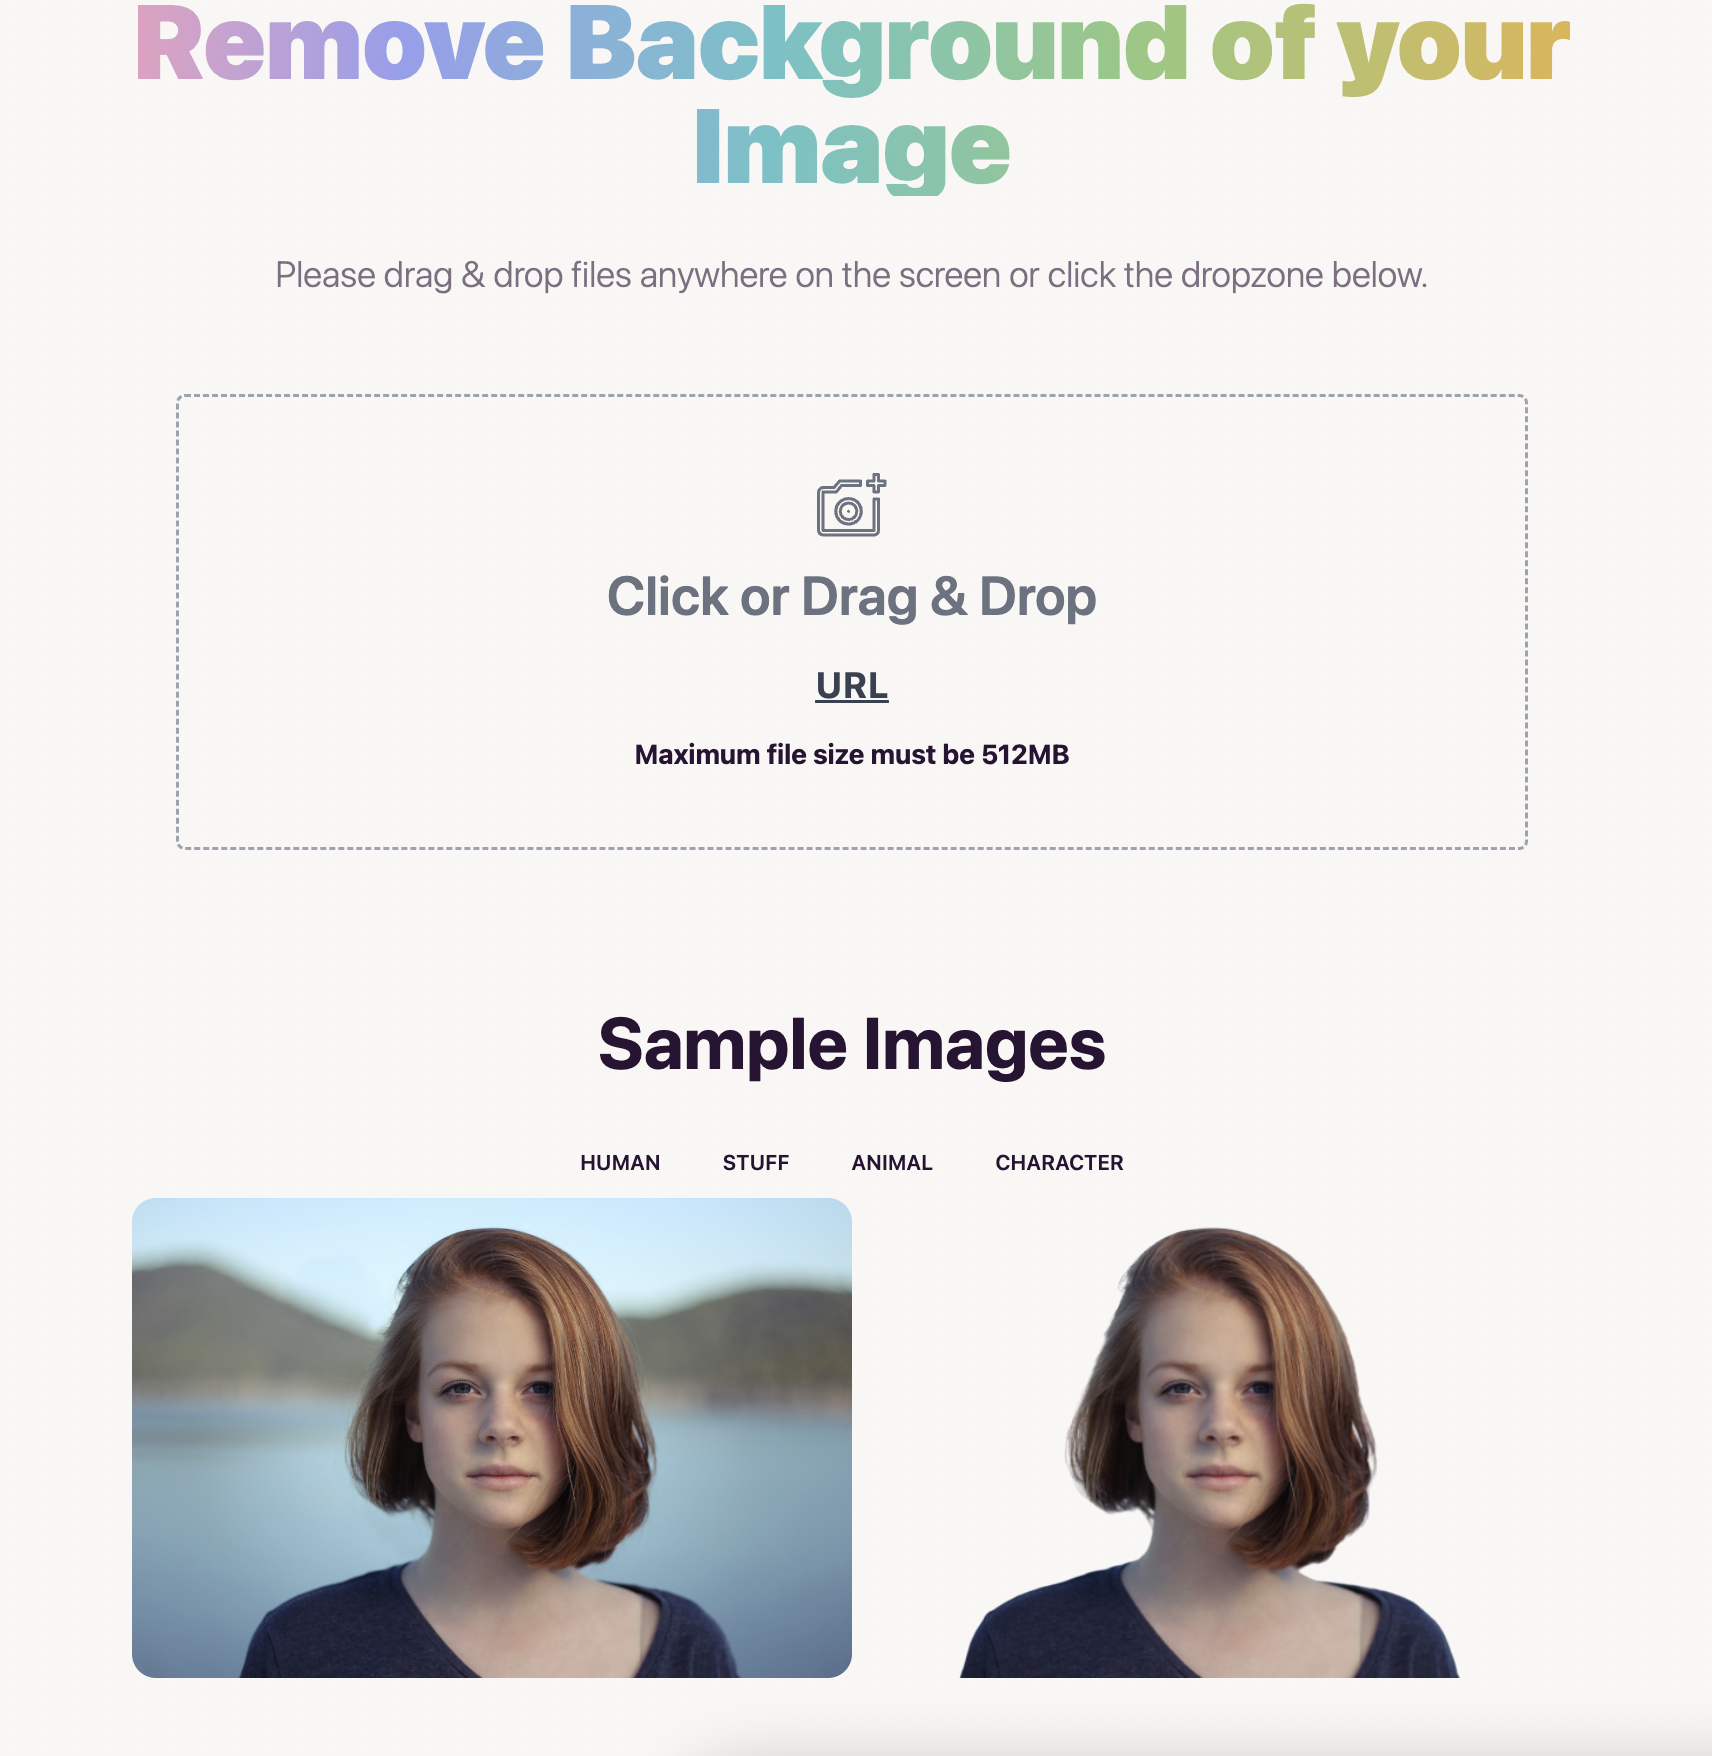 Remove Background of your
Image
Please drag & drop files anywhere on the screen or click the dropzone below.
Click or Drag & Drop
URL
Maximum file size must be 512MB
Sample Images
HUMAN STUFF ANIMAL CHARACTER